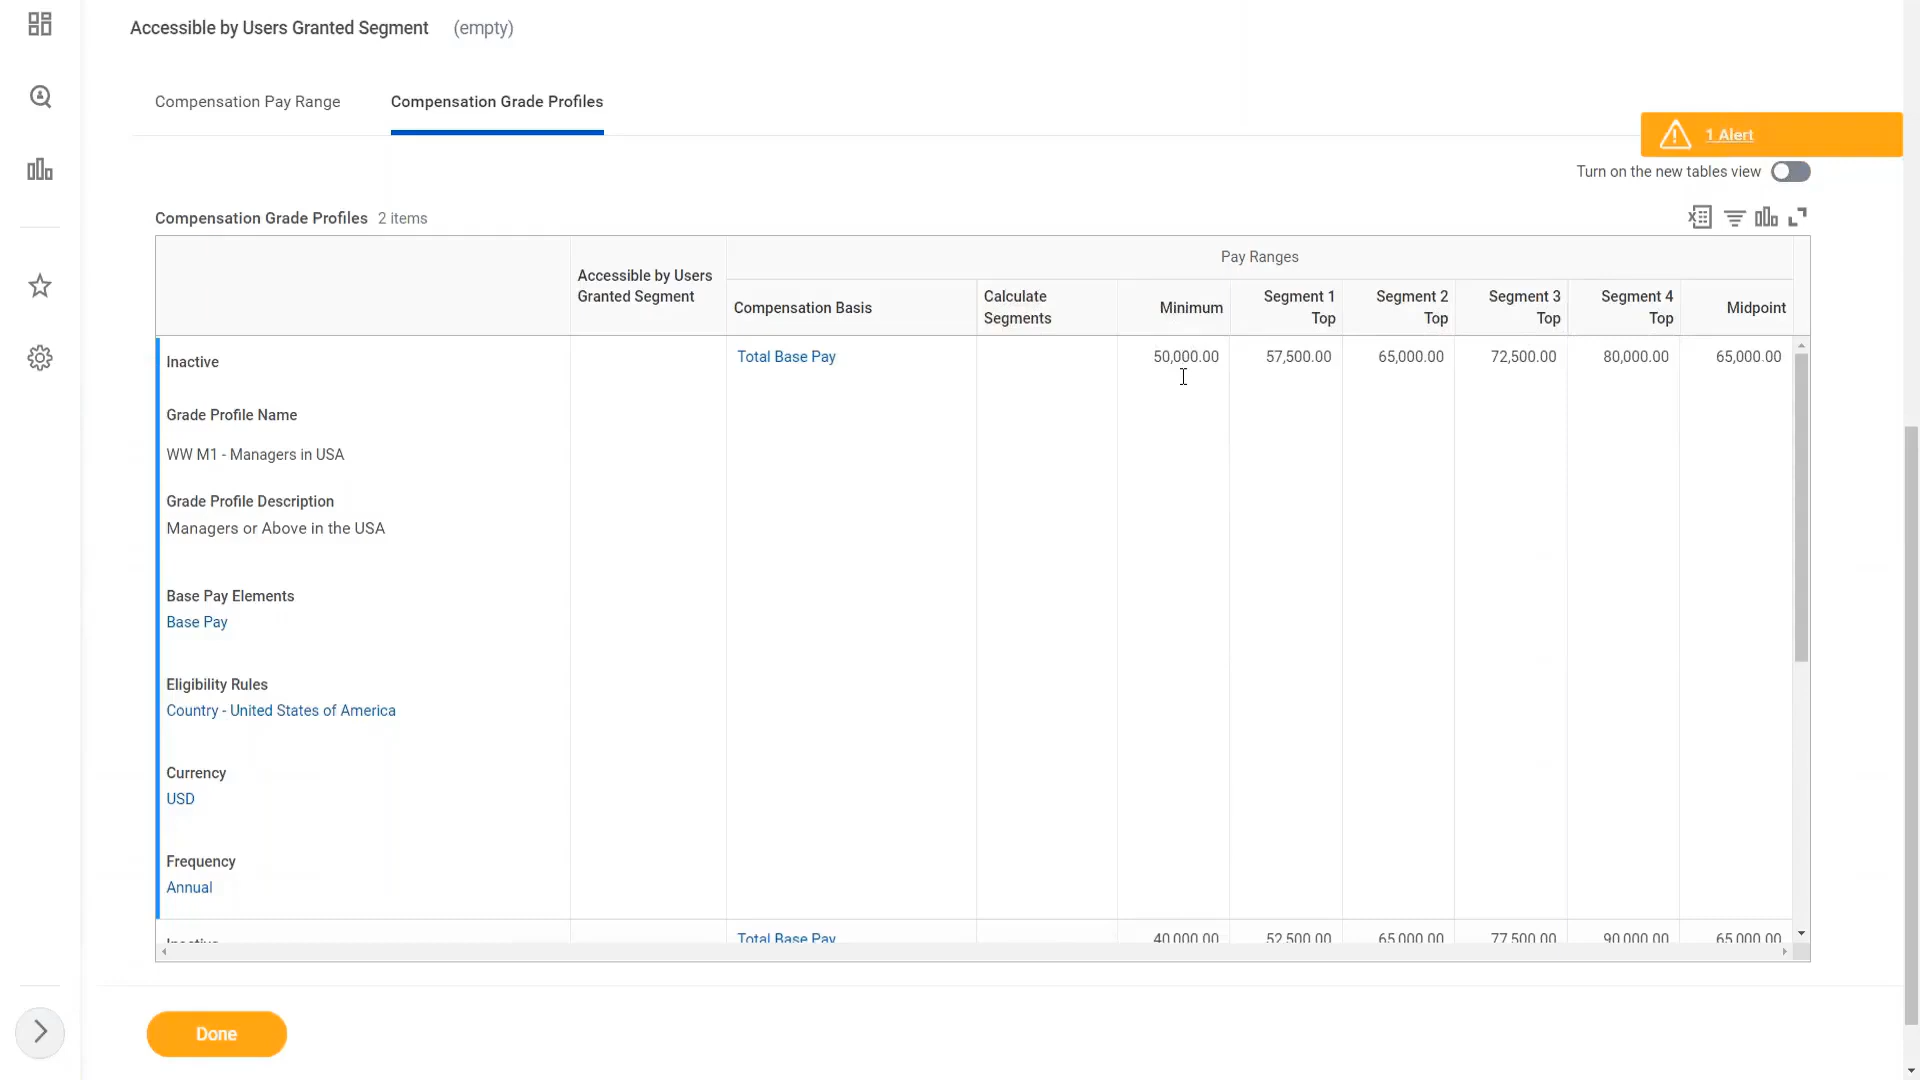 Accessible by Users Granted Segment (empty)
Compensation Pay Range Compensation Grade Profiles
1 Alert
Turn on the new tables view
Compensation Grade Profiles 2 items
Pay Ranges
Accessible by Users
Granted Segment
Compensation Basis
Calculate
Segments
Minimum
Segment 1
Top
Segment 2
Top
Segment 3
Top
Segment 4
Top
Midpoint
Inactive
Total Base Pay 50,000.00 57,500.00 65,000.00 72,500.00 80,000.00 65,000.00
Grade Profile Name
WW M1 - Managers in USA
Grade Profile Description
Managers or Above in the USA
Base Pay Elements
Base Pay
Eligibility Rules
Country - United States of America
Currency
USD
Frequency
Annual
Inactive Total Base Pay 40,000.00 52,500.00 65,000.00 77,500.00 90,000.00 65,000.00
Done